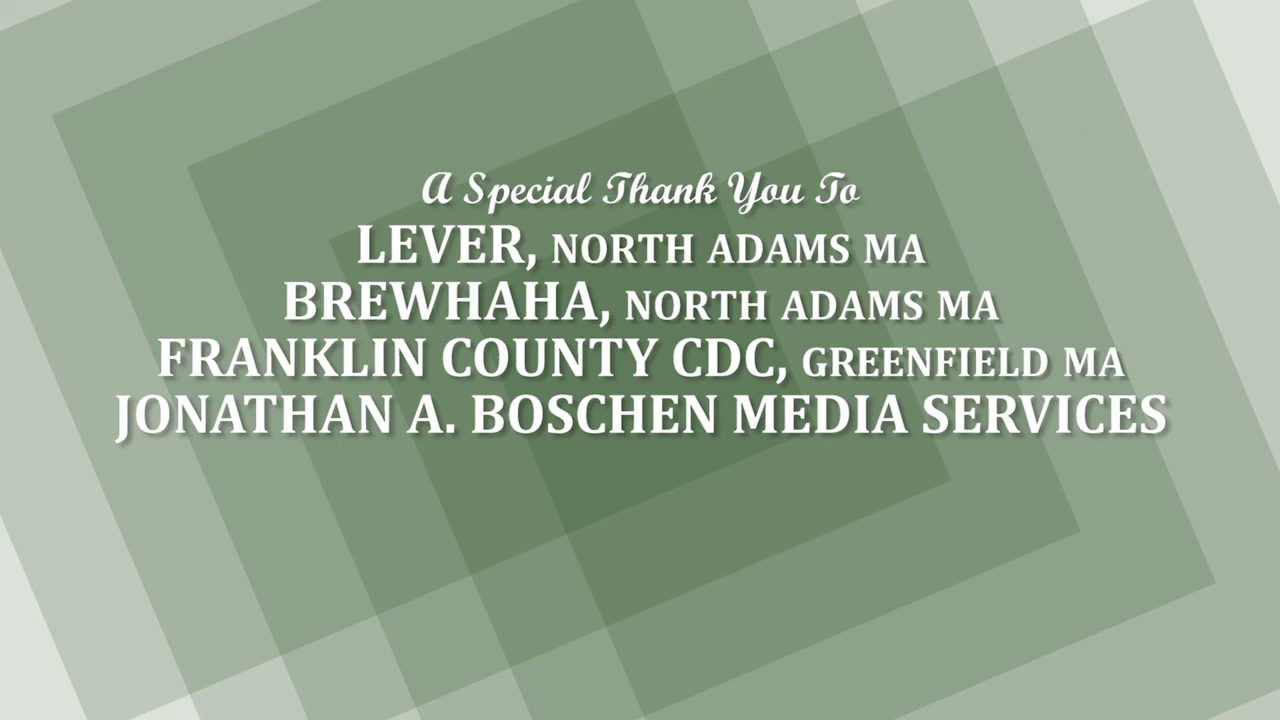 A Special Thank You To
LEVER, NORTH ADAMS MA
BREWHAHA, NORTH ADAMS MA
FRANKLIN COUNTY CDC, GREENFIELD MA
JONATHAN A. BOSCHEN MEDIA SERVICES